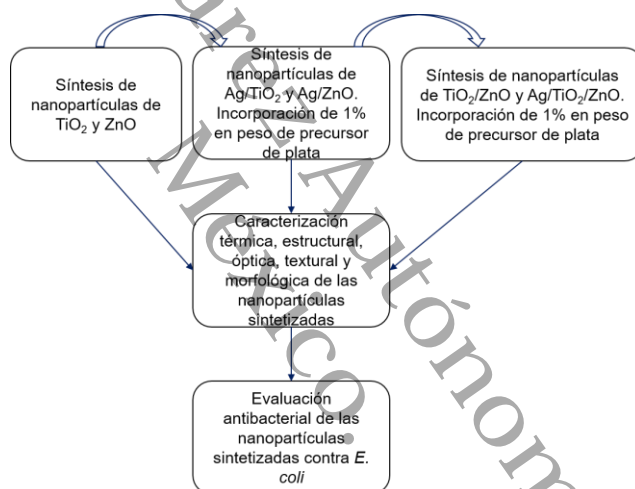 Síntesis de
nanopartículas de
TiO₂ y ZnO
Síntesis de
nanopartículas de
Ag/TiO₂ y Ag/ZnO.
Incorporación de 1%
en peso de precursor
de plata
Síntesis de nanopartículas
de TiO₂/ZnO y Ag/TiO₂/ZnO.
Incorporación de 1% en peso
de precursor de plata
Caracterización
térmica, estructural,
óptica, textural y
morfológica de las
nanopartículas
sintetizadas
Evaluación
antibacterial de las
nanopartículas
sintetizadas contra E.
coli
México.